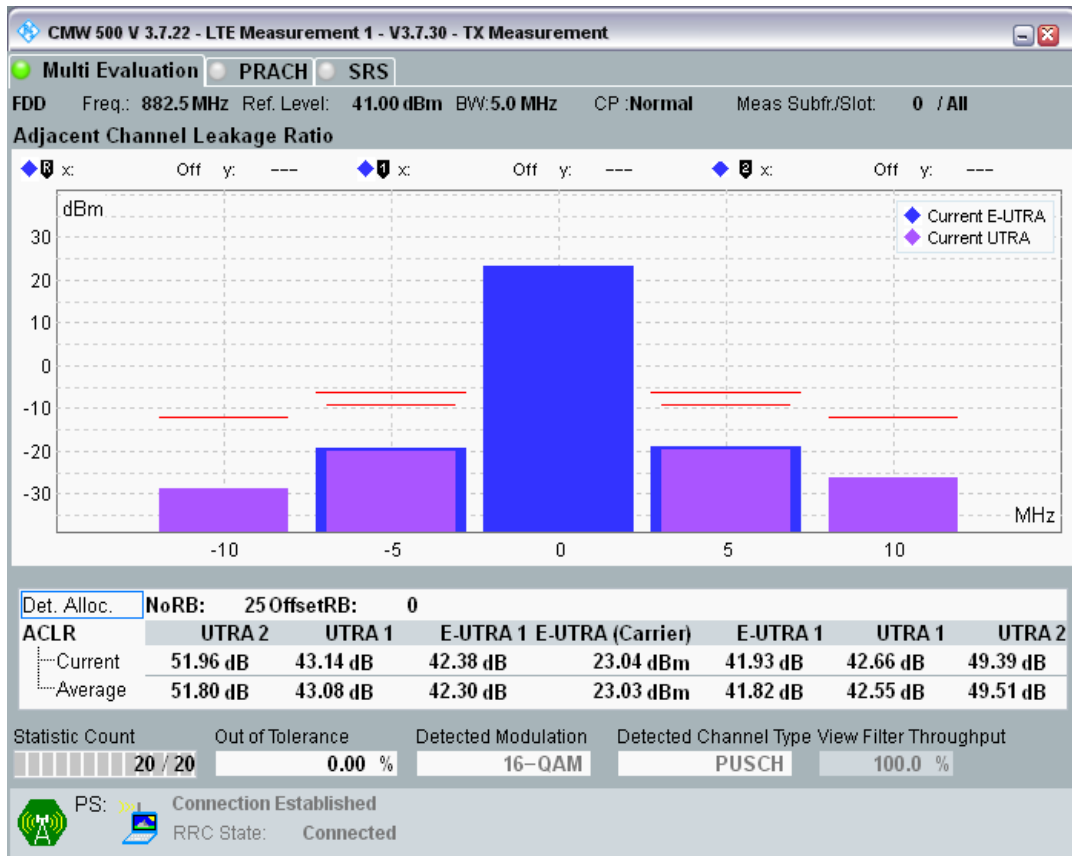 CMW 500 V 3.7.22 - LTE Measurement 1 - V3.7.30 - TX Measurement
Multi Evaluation PRACH SRS
FDD Freq.: 882.5 MHz Ref. Level: 41.00 dBm BW:5.0 MHz CP :Normal Meas Subfr./Slot: 0 / All
Adjacent Channel Leakage Ratio
R x: Off y: --- 1 x: Off y: --- 2 x: Off y: ---
dBm
Current E-UTRA
Current UTRA
30
20
10
0
-10
-20
-30
MHz
-10 -5 0 5 10
Det. Alloc. NoRB: 25 OffsetRB: 0
ACLR UTRA 2 UTRA 1 E-UTRA 1 E-UTRA (Carrier) E-UTRA 1 UTRA 1 UTRA 2
Current 51.96 dB 43.14 dB 42.38 dB 23.04 dBm 41.93 dB 42.66 dB 49.39 dB
Average 51.80 dB 43.08 dB 42.30 dB 23.03 dBm 41.82 dB 42.55 dB 49.51 dB
Statistic Count Out of Tolerance Detected Modulation Detected Channel Type View Filter Throughput
20 / 20 0.00 % 16-QAM PUSCH 100.0 %
PS: Connection Established
RRC State: Connected